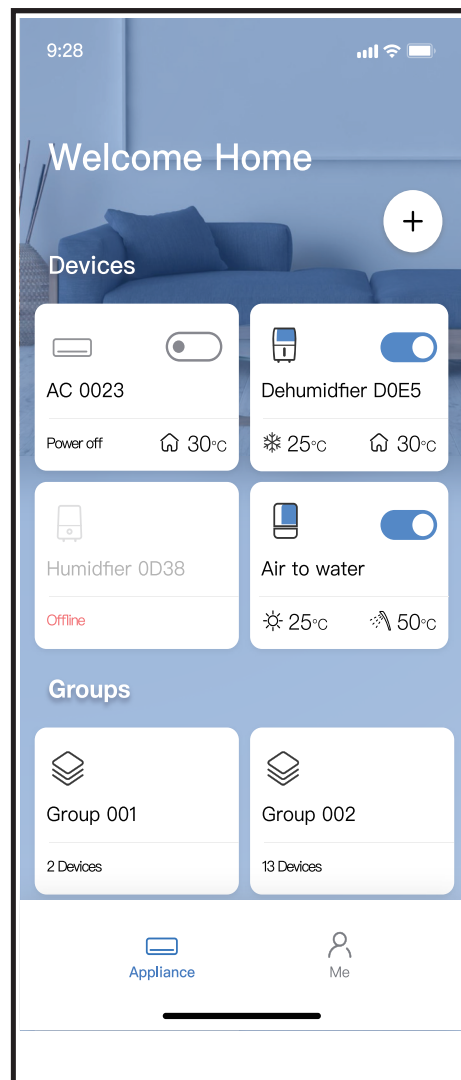 9:28
Welcome Home
+
Devices
AC 0023
Power off 30°C
Dehumidfier D0E5
25°C 30°C
Humidfier 0D38
Offline
Air to water
25°C 50°C
Groups
Group 001
2 Devices
Group 002
13 Devices
Appliance
Me